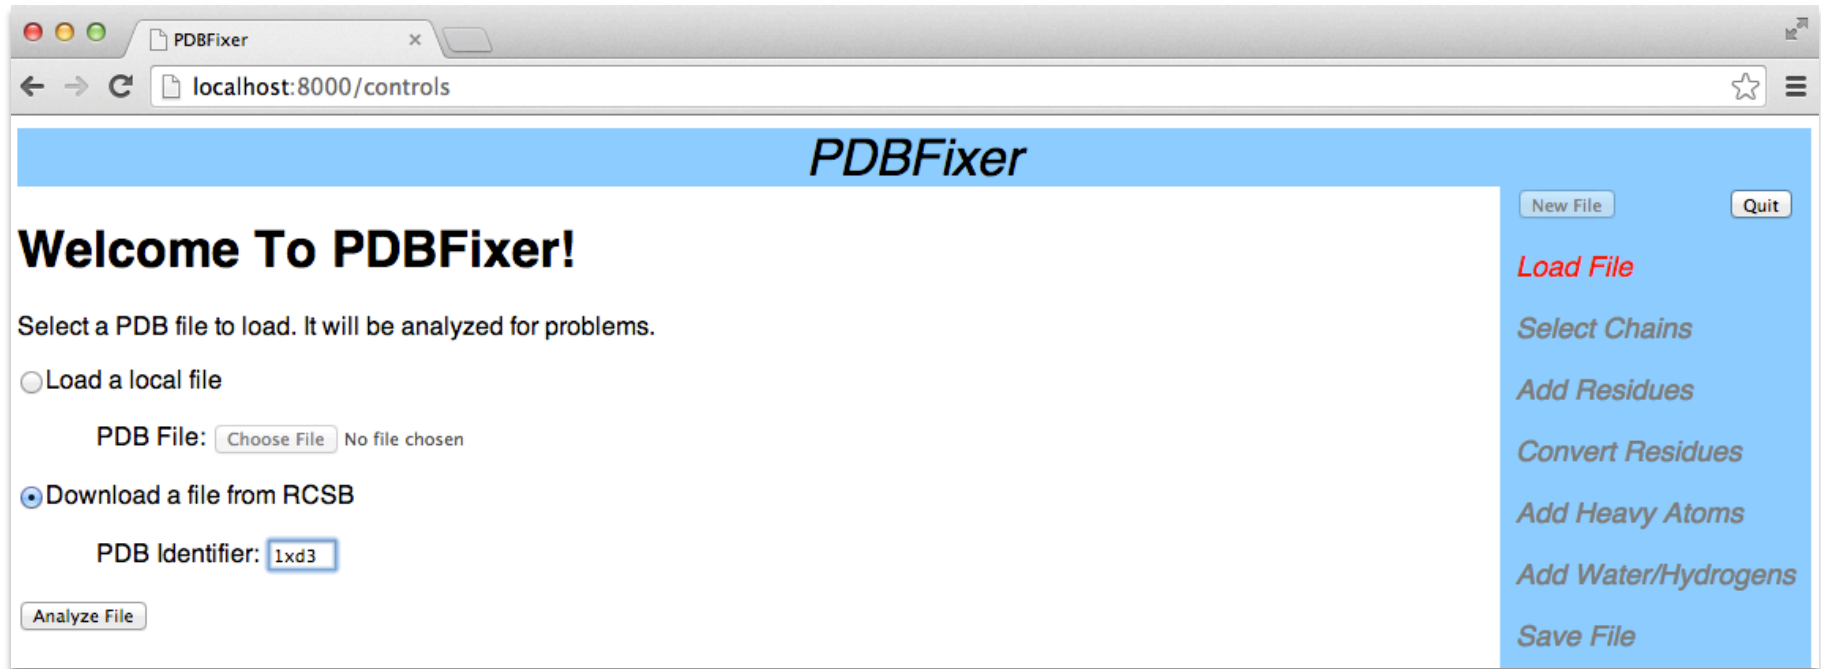 PDBFixer
localhost:8000/controls
PDBFixer
New File Quit
Welcome To PDBFixer!
Load File
Select a PDB file to load. It will be analyzed for problems.
Select Chains
Load a local file
Add Residues
PDB File: Choose File No file chosen
Convert Residues
Download a file from RCSB
Add Heavy Atoms
PDB Identifier: 1xd3
Add Water/Hydrogens
Analyze File
Save File